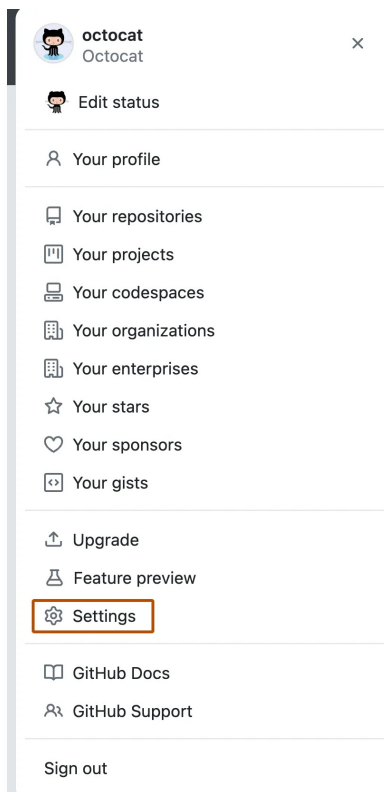 octocat
Octocat
Edit status
Your profile
Your repositories
Your projects
Your codespaces
Your organizations
Your enterprises
Your stars
Your sponsors
Your gists
Upgrade
Feature preview
Settings
GitHub Docs
GitHub Support
Sign out